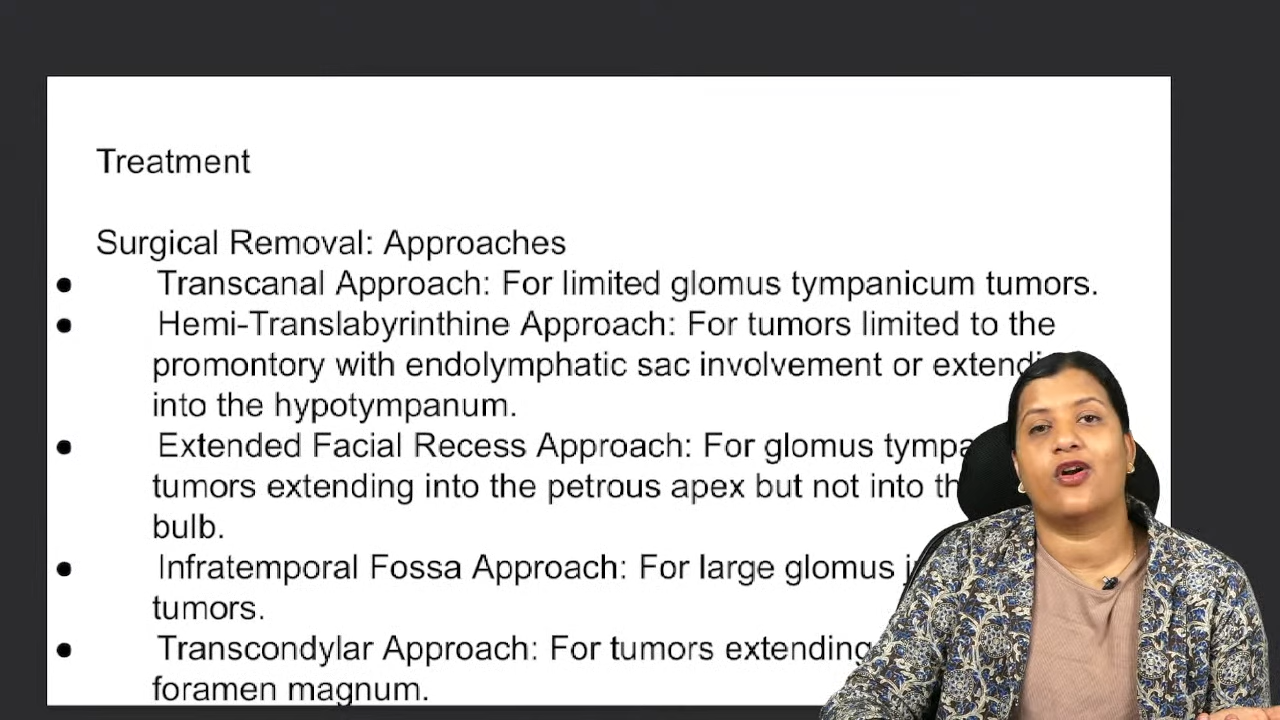 Treatment
Surgical Removal: Approaches
● Transcanal Approach: For limited glomus tympanicum tumors.
● Hemi-Translabyrinthine Approach: For tumors limited to the
promontory with endolymphatic sac involvement or
into the hypotympanum.
● Extended Facial Recess Approach: For glomus
tumors extending into the petrous apex but not into
bulb.
● Infratemporal Fossa Approach: For large glomus
tumors.
● Transcondylar Approach: For tumors extending
foramen magnum.